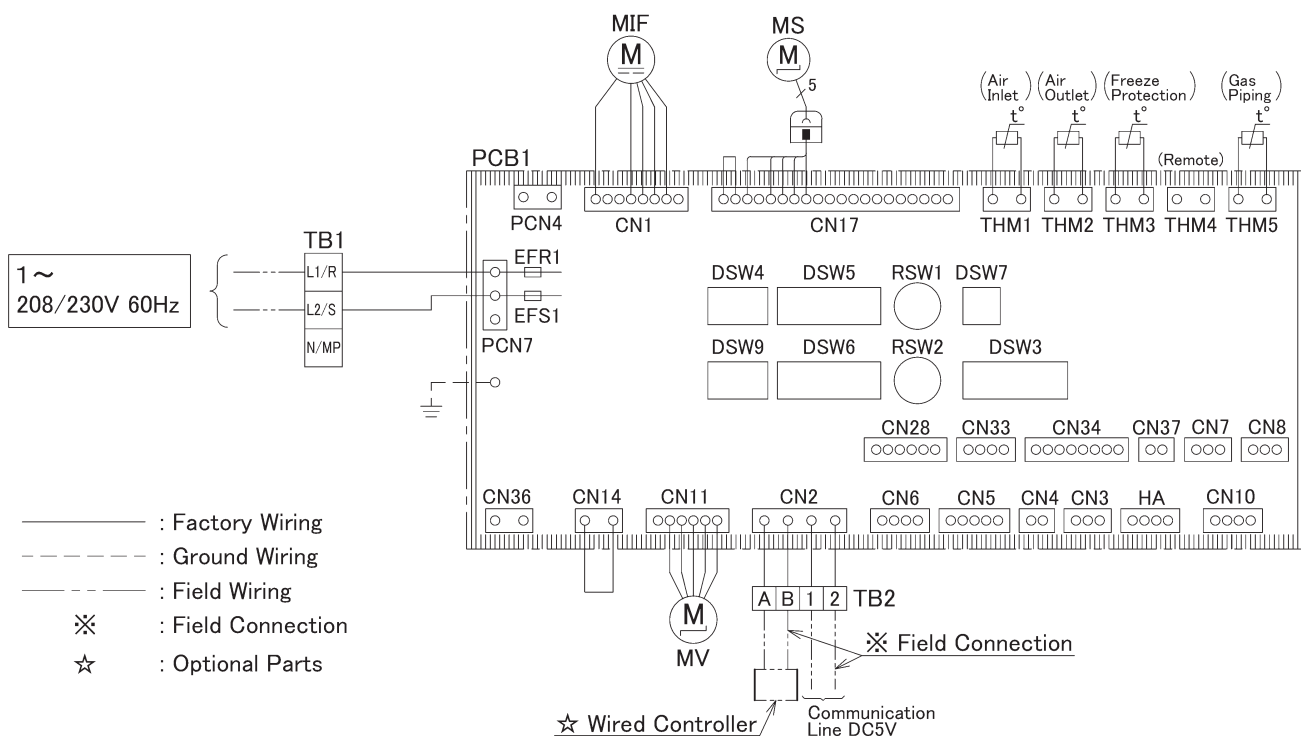 MIF
MS
M
M
5
(Air Inlet)
(Air Outlet)
(Freeze Protection)
(Gas Piping)
t°
t°
t°
t°
(Remote)
PCB1
PCN4
CN1
CN17
THM1
THM2
THM3
THM4
THM5
TB1
1～
208/230V 60Hz
L1/R
L2/S
N/MP
EFR1
EFS1
PCN7
DSW4
DSW5
RSW1
DSW7
DSW9
DSW6
RSW2
DSW3
CN28
CN33
CN34
CN37
CN7
CN8
CN36
CN14
CN11
CN2
CN6
CN5
CN4
CN3
HA
CN10
: Factory Wiring
: Ground Wiring
: Field Wiring
※ : Field Connection
☆ : Optional Parts
M
MV
A B 1 2
TB2
※ Field Connection
☆ Wired Controller
Communication
Line DC5V